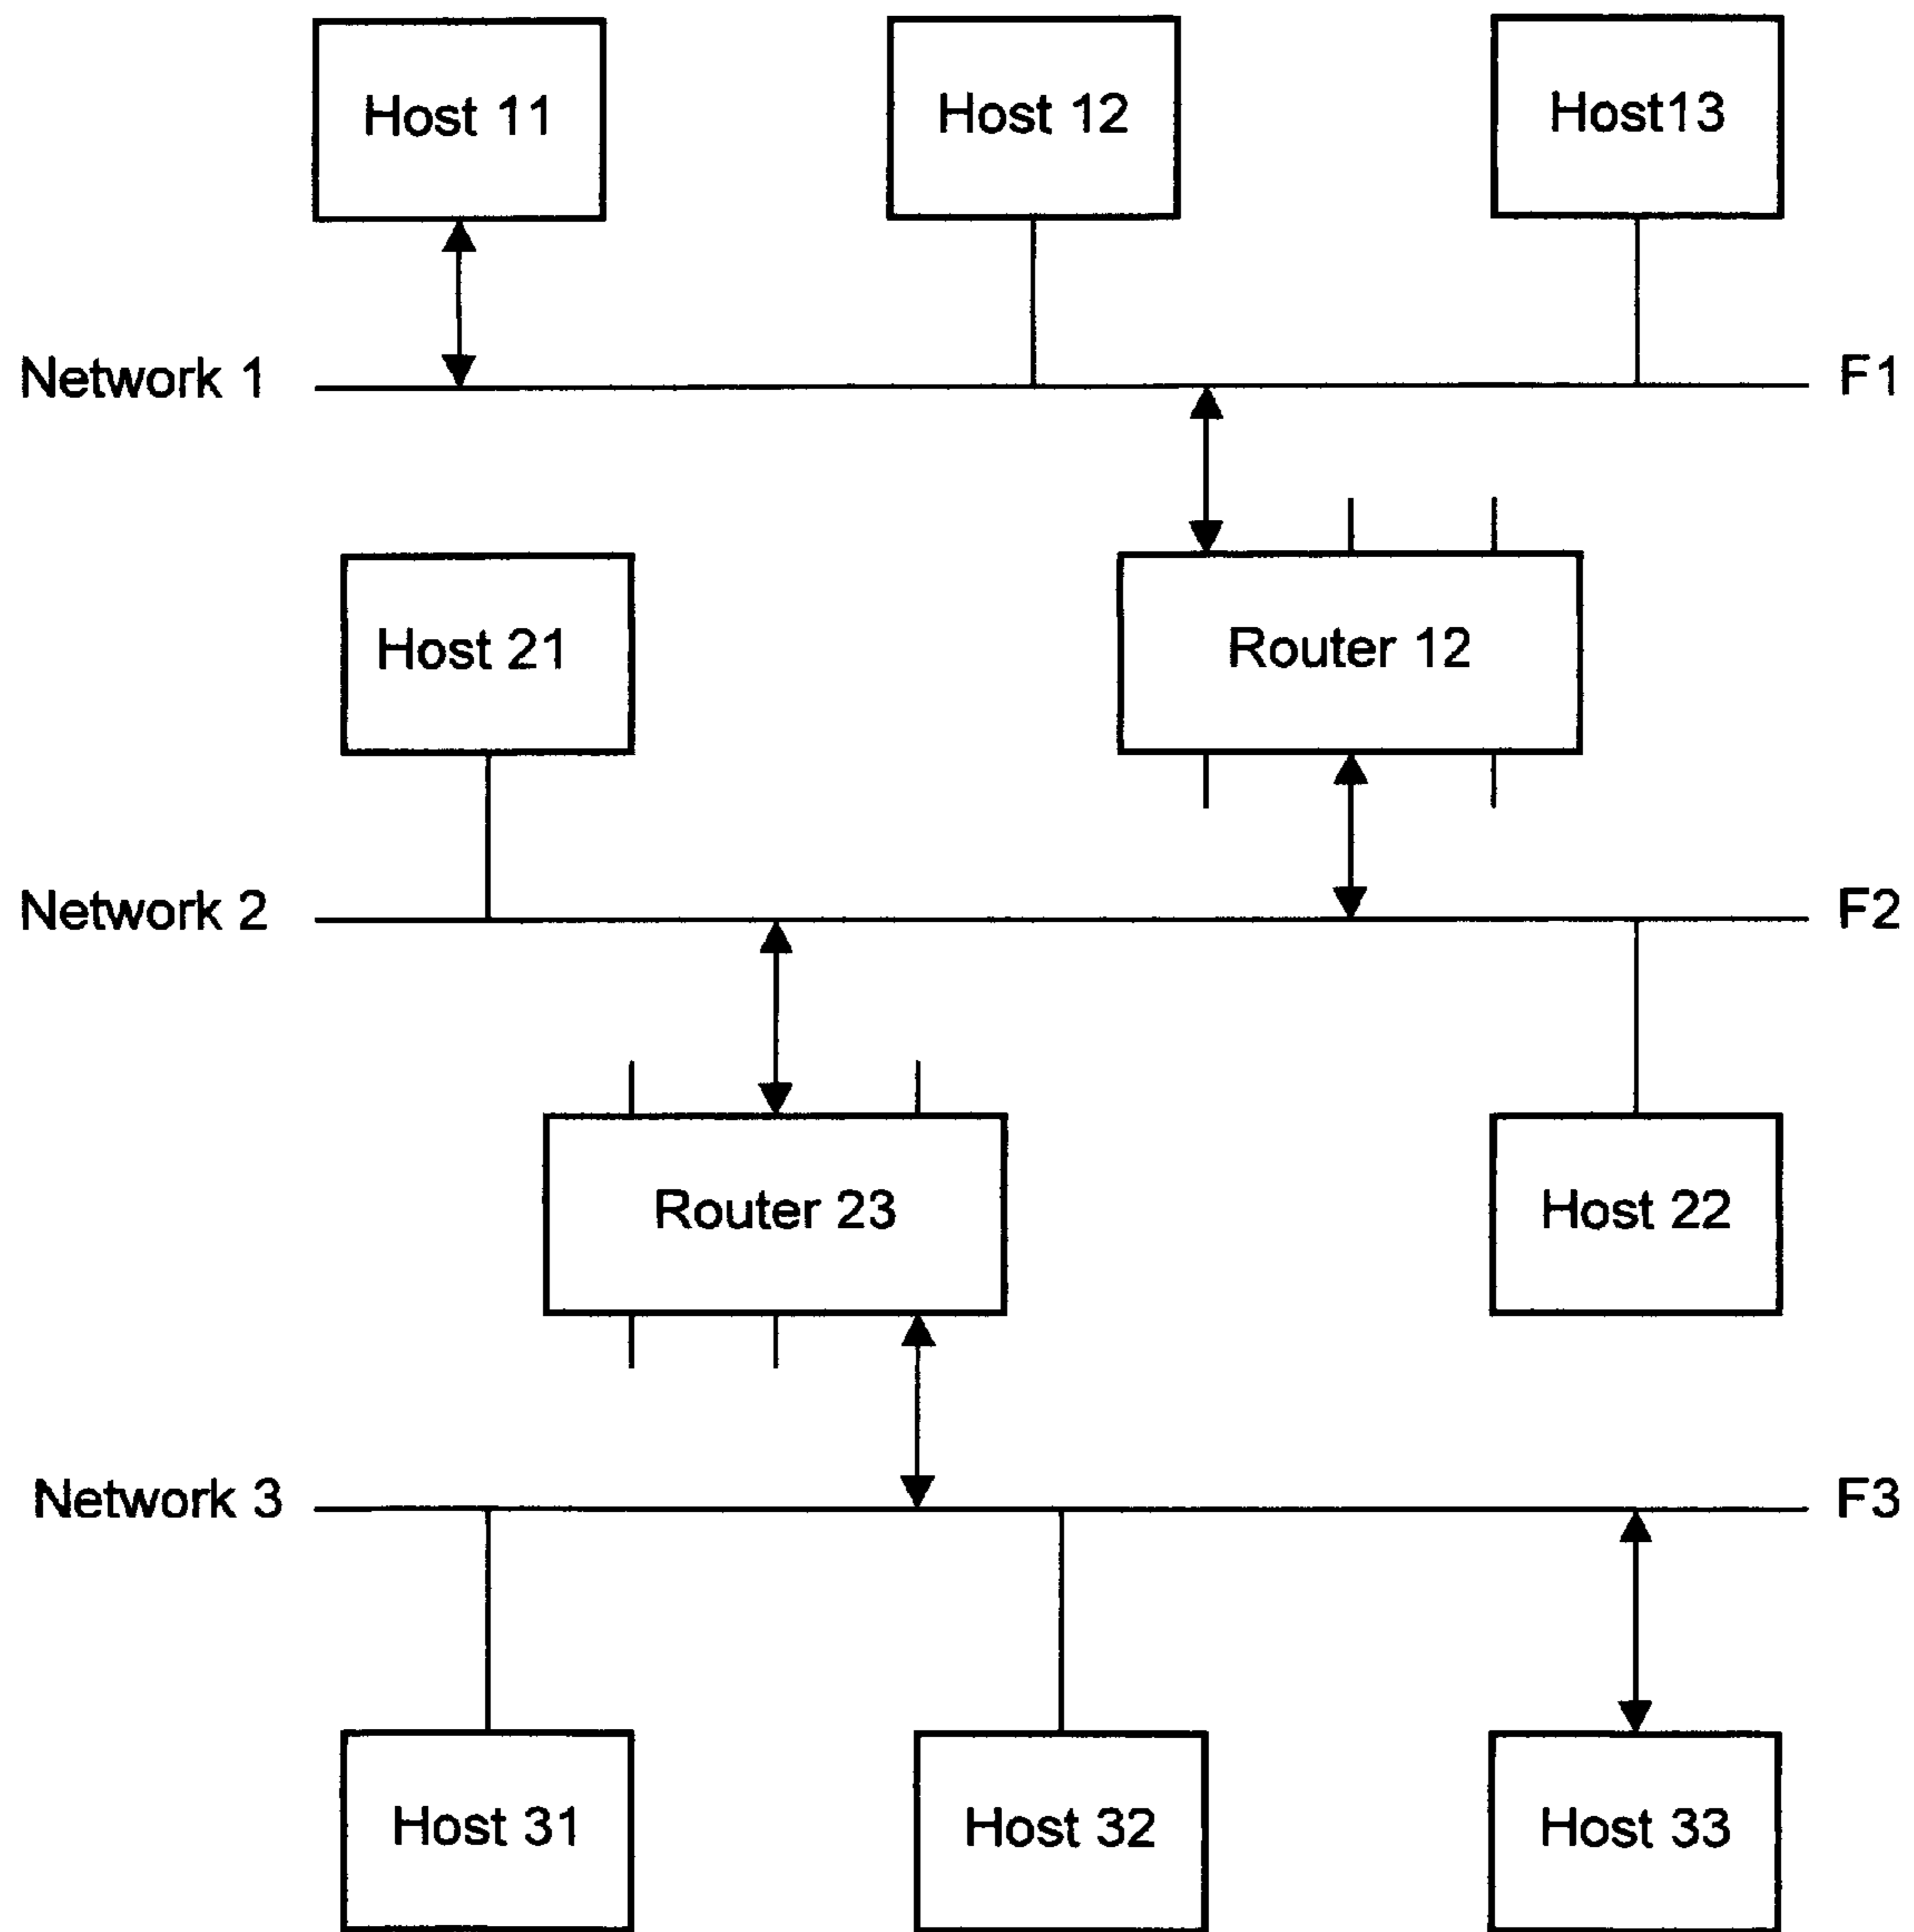 Host 11
Host 12
Host13
Network 1
F1
Host 21
Router 12
Network 2
F2
Router 23
Host 22
Network 3
F3
Host 31
Host 32
Host 33